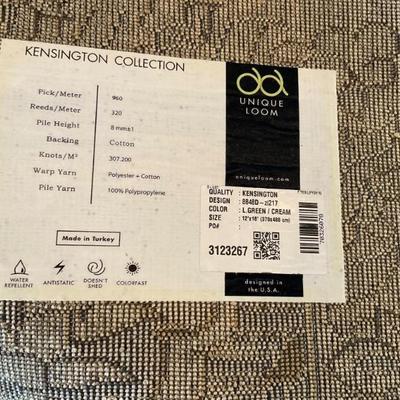 KENSINGTON COLLECTION
Pick/Meter 960
Reeds/Meter 320
Pile Height 8 mm±1
Backing Cotton
Knots/M² 307.200
Warp Yarn Polyester + Cotton
Pile Yarn 100% Polypropylene
Made in Turkey
WATER REPELLENT
ANTISTATIC
DOESN'T SHED
COLORFAST
UNIQUE LOOM
uniqueloom.com
QUALITY : KENSINGTON
DESIGN : 8848D-
COLOR : L.GREEN / CREAM
SIZE : 12'x16' (370x488 cm)
PO# :
3123267
designed in the U.S.A.